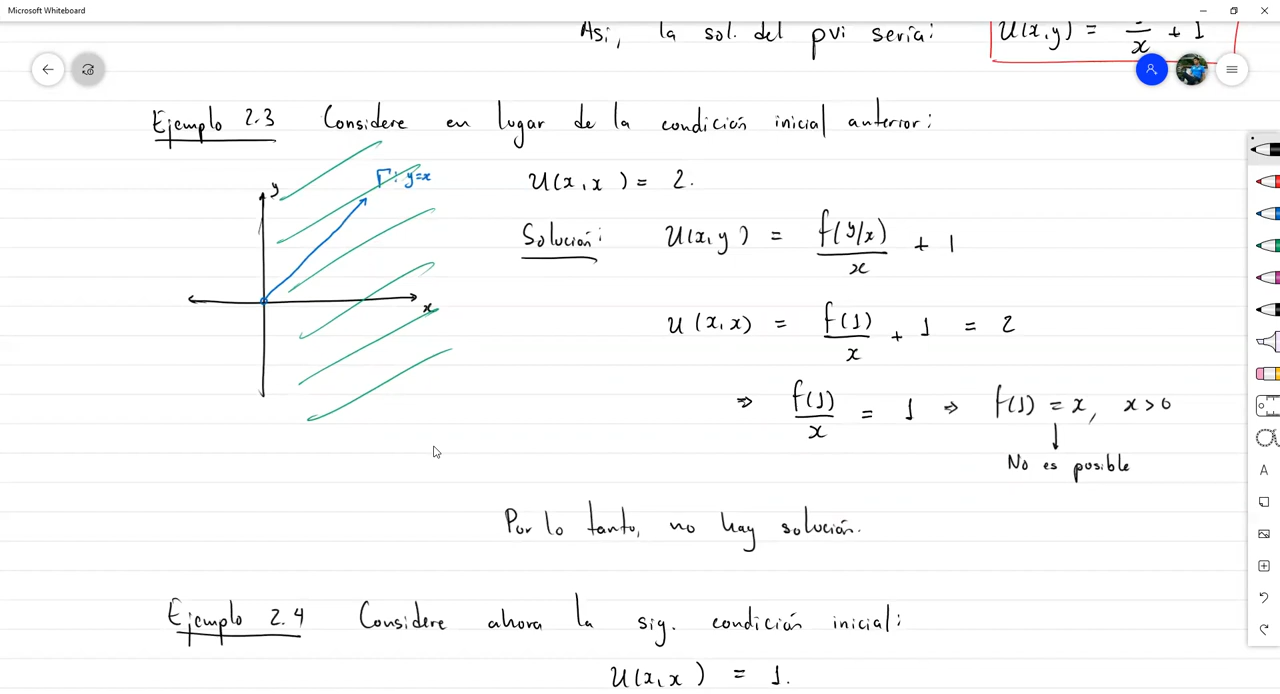 Microsoft Whiteboard
Asi, la sol. del pvi sería: U(x,y) = /x + 1
Ejemplo 2.3 Considere en lugar de la condición inicial anterior:
y
Γ: y=x
x
U(x,x) = 2.
Solución: U(x,y) = f(y/x)/x + 1
U(x,x) = f(1)/x + 1 = 2
⇒ f(1)/x = 1 ⇒ f(1) = x, x>0
↓
No es posible
Por lo tanto, no hay solución.
Ejemplo 2.4 Considere ahora la sig. condición inicial:
U(x,x) = 1.
A